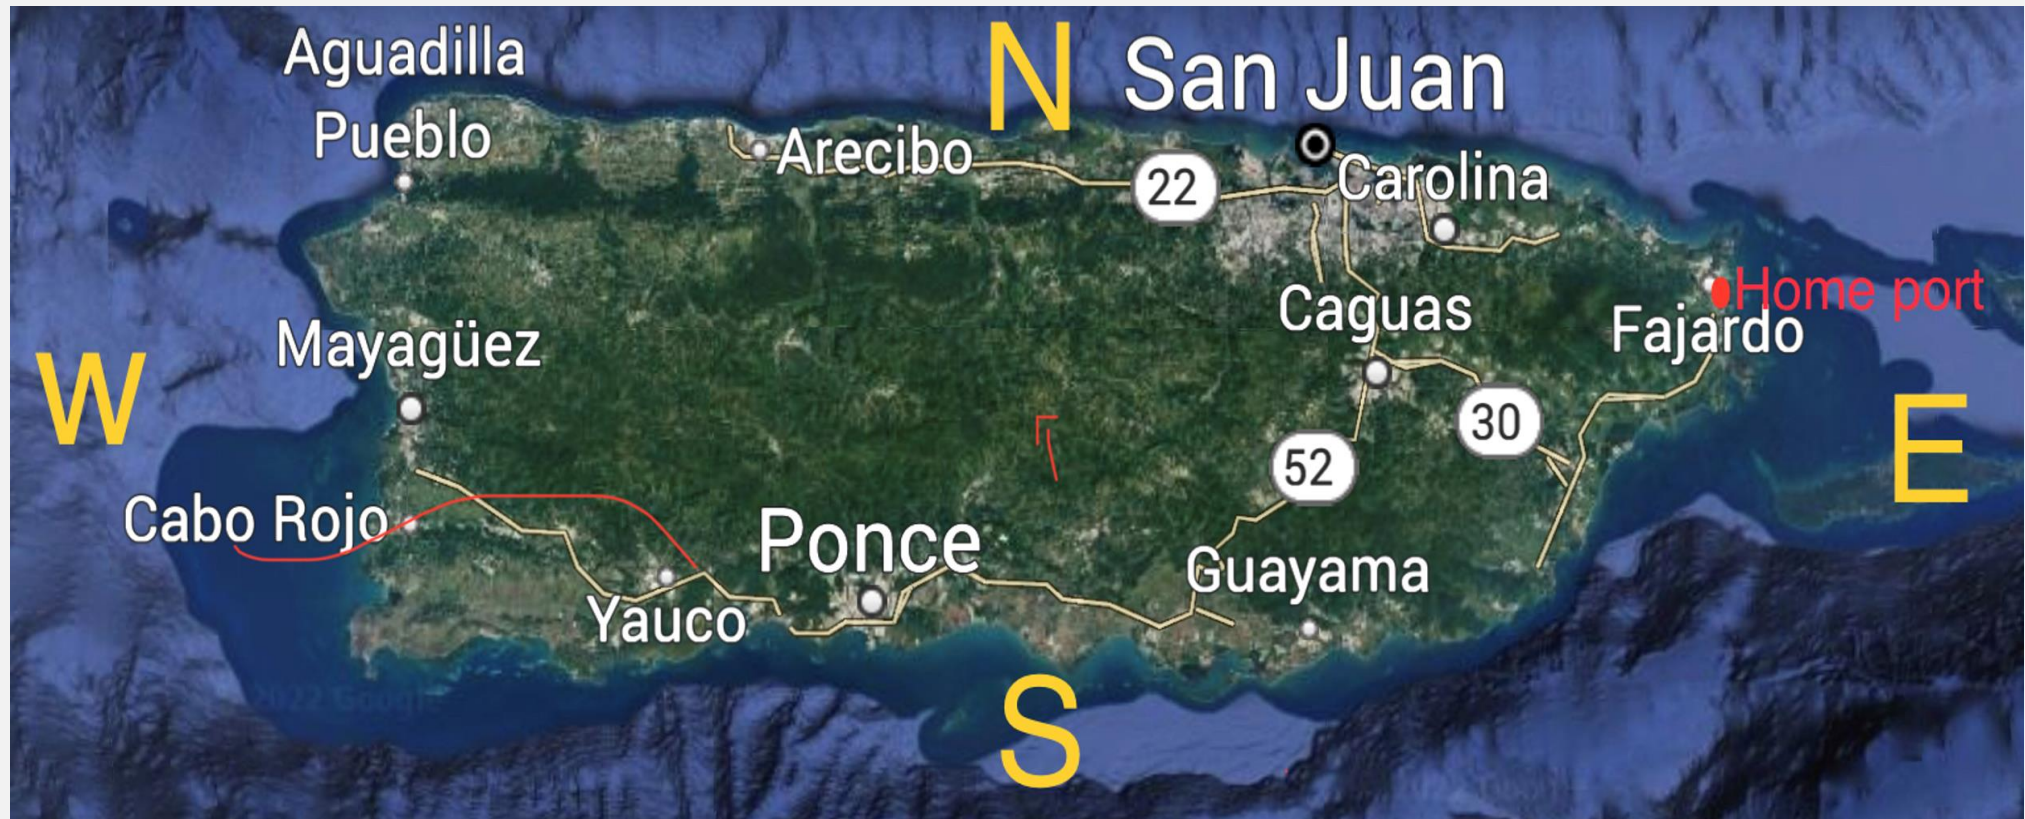 N
San Juan
Aguadilla
Pueblo
Arecibo
22
Carolina
Home port
Fajardo
Caguas
Mayagüez
W
E
30
52
Cabo Rojo
Ponce
Guayama
Yauco
S